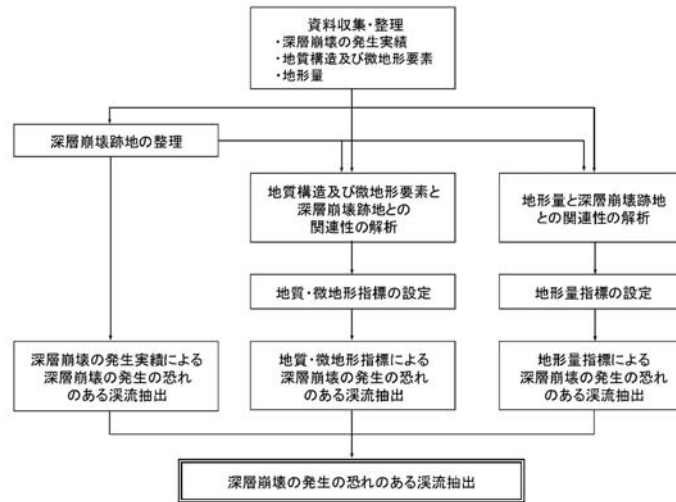 資料収集・整理
・深層崩壊の発生実績
・地質構造及び微地形要素
・地形量
深層崩壊跡地の整理
地質構造及び微地形要素と
深層崩壊跡地との
関連性の解析
地形量と深層崩壊跡地
との関連性の解析
地質・微地形指標の設定
地形量指標の設定
深層崩壊の発生実績による
深層崩壊の発生の恐れ
のある渓流抽出
地質・微地形指標による
深層崩壊の発生の恐れ
のある渓流抽出
地形量指標による
深層崩壊の発生の恐れ
のある渓流抽出
深層崩壊の発生の恐れのある渓流抽出